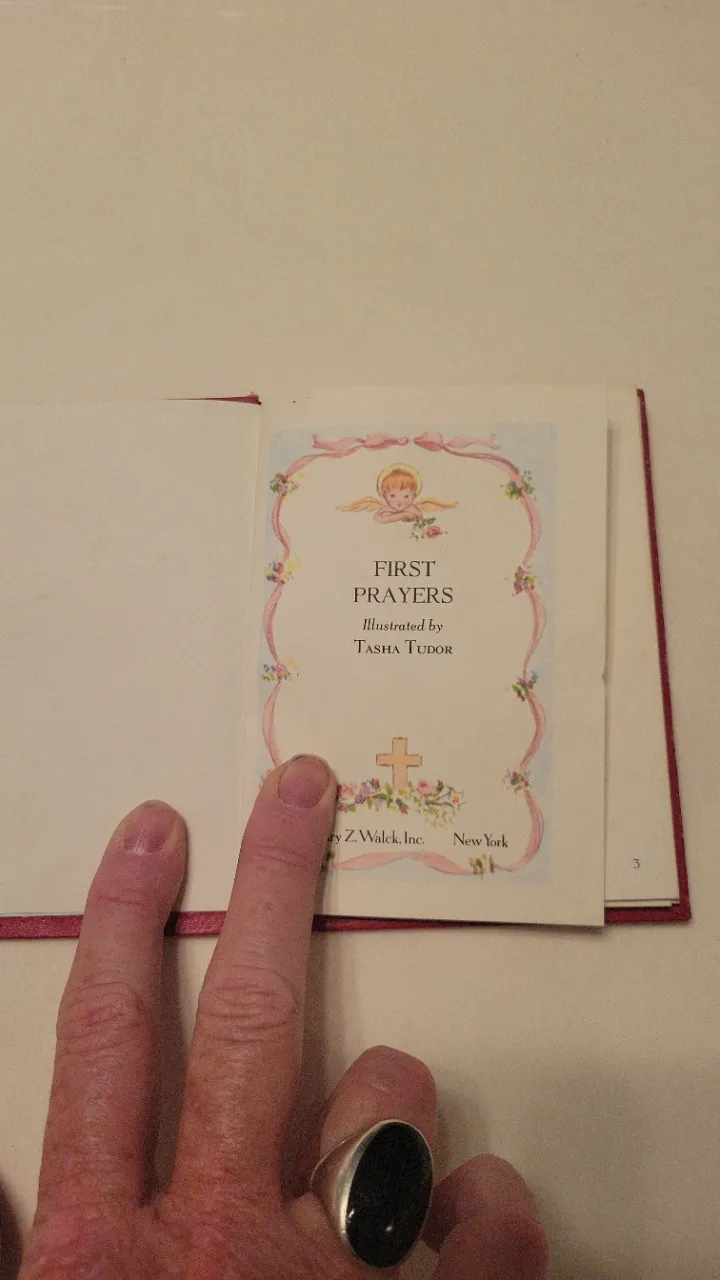 FIRST
PRAYERS
Illustrated by
TASHA TUDOR
Z. Walck, Inc. New York
3